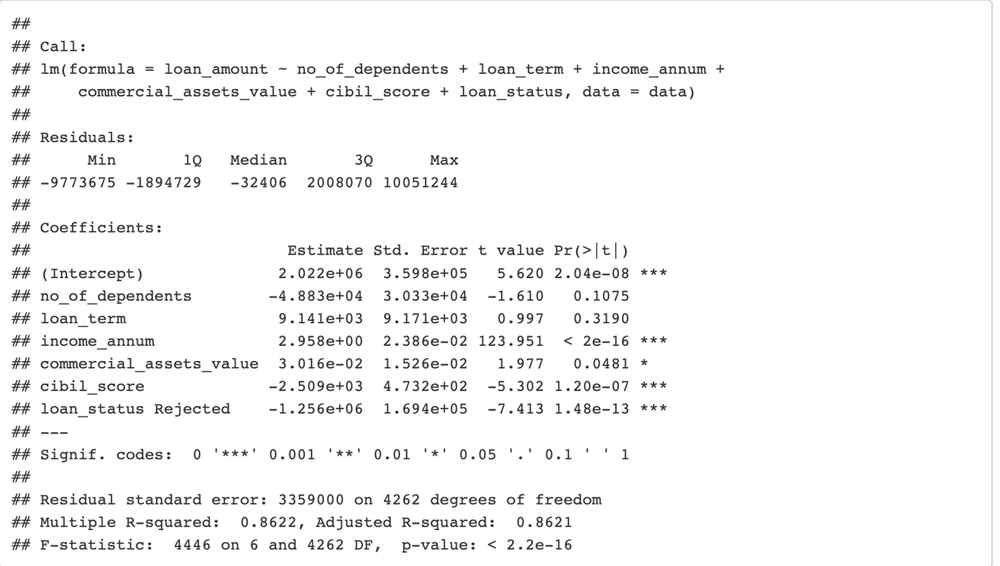 ##
## Call:
## lm(formula = loan_amount ~ no_of_dependents + loan_term + income_annum +
##     commercial_assets_value + cibil_score + loan_status, data = data)
##
## Residuals:
##      Min       1Q   Median       3Q      Max
## -9773675 -1894729   -32406  2008070 10051244
##
## Coefficients:
##                           Estimate Std. Error t value Pr(>|t|)
## (Intercept)              2.022e+06  3.598e+05   5.620 2.04e-08 ***
## no_of_dependents        -4.883e+04  3.033e+04  -1.610   0.1075
## loan_term                9.141e+03  9.171e+03   0.997   0.3190
## income_annum             2.958e+00  2.386e-02 123.951  < 2e-16 ***
## commercial_assets_value  3.016e-02  1.526e-02   1.977   0.0481 *
## cibil_score             -2.509e+03  4.732e+02  -5.302 1.20e-07 ***
## loan_status Rejected    -1.256e+06  1.694e+05  -7.413 1.48e-13 ***
## ---
## Signif. codes:  0 '***' 0.001 '**' 0.01 '*' 0.05 '.' 0.1 ' ' 1
##
## Residual standard error: 3359000 on 4262 degrees of freedom
## Multiple R-squared:  0.8622, Adjusted R-squared:  0.8621
## F-statistic:  4446 on 6 and 4262 DF,  p-value: < 2.2e-16